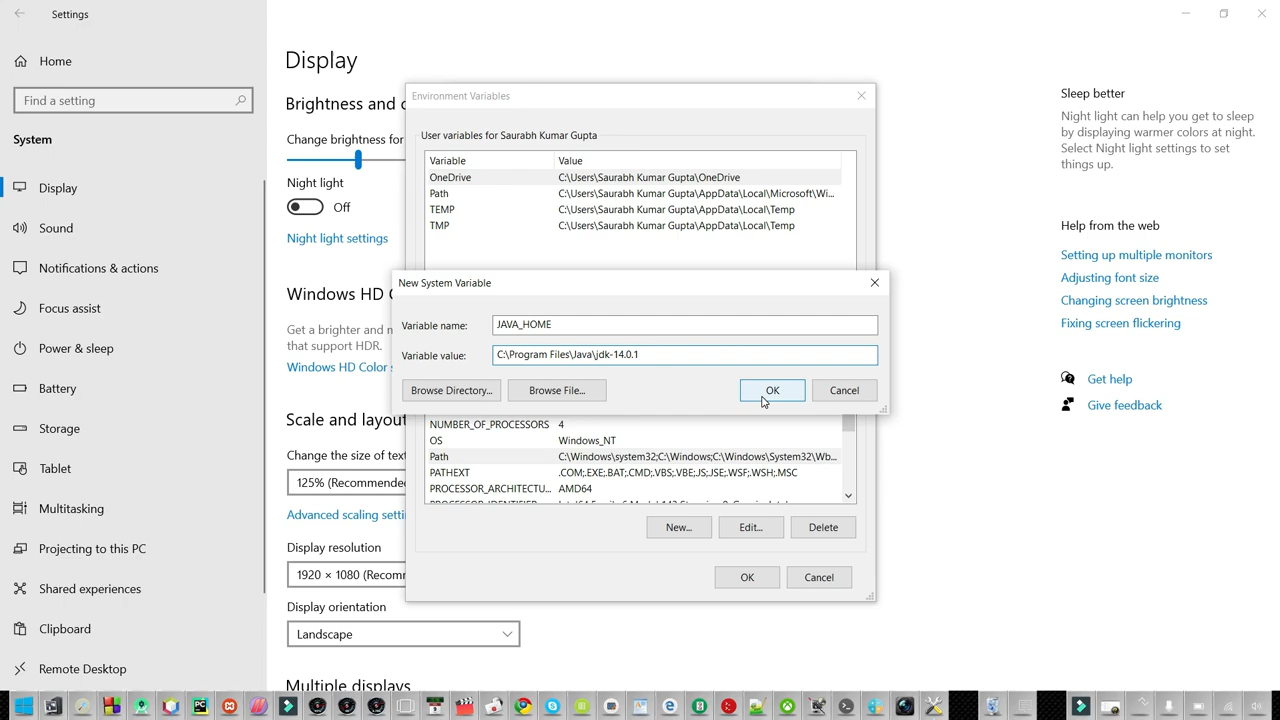 Settings
Home
Find a setting
System
Display
Sound
Notifications & actions
Focus assist
Power & sleep
Battery
Storage
Tablet
Multitasking
Projecting to this PC
Shared experiences
Clipboard
Remote Desktop
Display
Brightness and c
Change brightness for
Night light
Off
Night light settings
Windows HD C
Get a brighter and
that support HDR.
Windows HD Color
Scale and layout
Change the size of tex
125% (Recommende
Advanced scaling setti
Display resolution
1920 × 1080 (Recom
Display orientation
Landscape
Multiple displays
Environment Variables
User variables for Saurabh Kumar Gupta
Variable Value
OneDrive C:\Users\Saurabh Kumar Gupta\OneDrive
Path C:\Users\Saurabh Kumar Gupta\AppData\Local\Microsoft\Wi...
TEMP C:\Users\Saurabh Kumar Gupta\AppData\Local\Temp
TMP C:\Users\Saurabh Kumar Gupta\AppData\Local\Temp
New System Variable
Variable name: JAVA_HOME
Variable value: C:\Program Files\Java\jdk-14.0.1
Browse Directory... Browse File... OK Cancel
NUMBER_OF_PROCESSORS 4
OS Windows_NT
Path C:\Windows\system32;C:\Windows;C:\Windows\System32\Wb...
PATHEXT .COM;.EXE;.BAT;.CMD;.VBS;.VBE;.JS;.JSE;.WSF;.WSH;.MSC
PROCESSOR_ARCHITECTU... AMD64
New... Edit... Delete
OK Cancel
Sleep better
Night light can help you get to sleep
by displaying warmer colors at night.
Select Night light settings to set
things up.
Help from the web
Setting up multiple monitors
Adjusting font size
Changing screen brightness
Fixing screen flickering
Get help
Give feedback